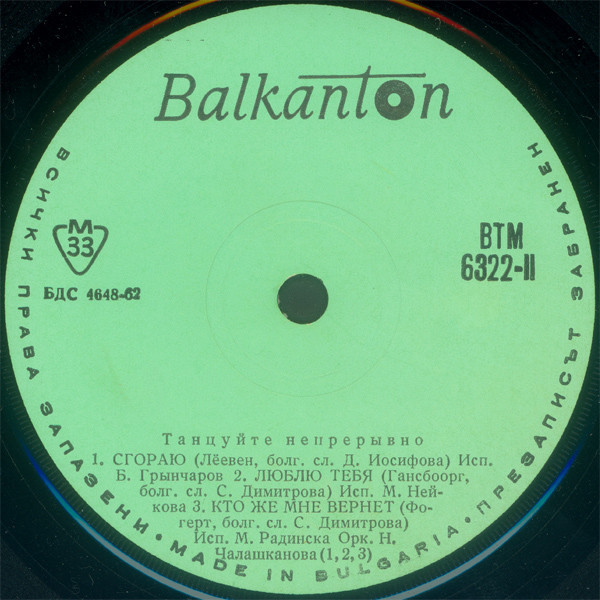 Balkanton
ВСИЧКИ ПРАВА ЗАПАЗЕНИ • MADE IN BULGARIA • ПРЕЗАПИСЪТ ЗАБРАНЕН
М
33
БДС 4648-62
ВТМ
6322-II
Танцуйте непрерывно
1. СГОРАЮ (Лёевен, болг. сл. Д. Иосифова) Исп.
Б. Грынчаров 2. ЛЮБЛЮ ТЕБЯ (Гансбоорг,
болг. сл. С. Димитрова) Исп. М. Ней-
кова 3. КТО ЖЕ МНЕ ВЕРНЕТ (Фо-
герт, болг. сл. С. Димитрова)
Исп. М. Радинска Орк. Н.
Чалашканова (1, 2, 3)